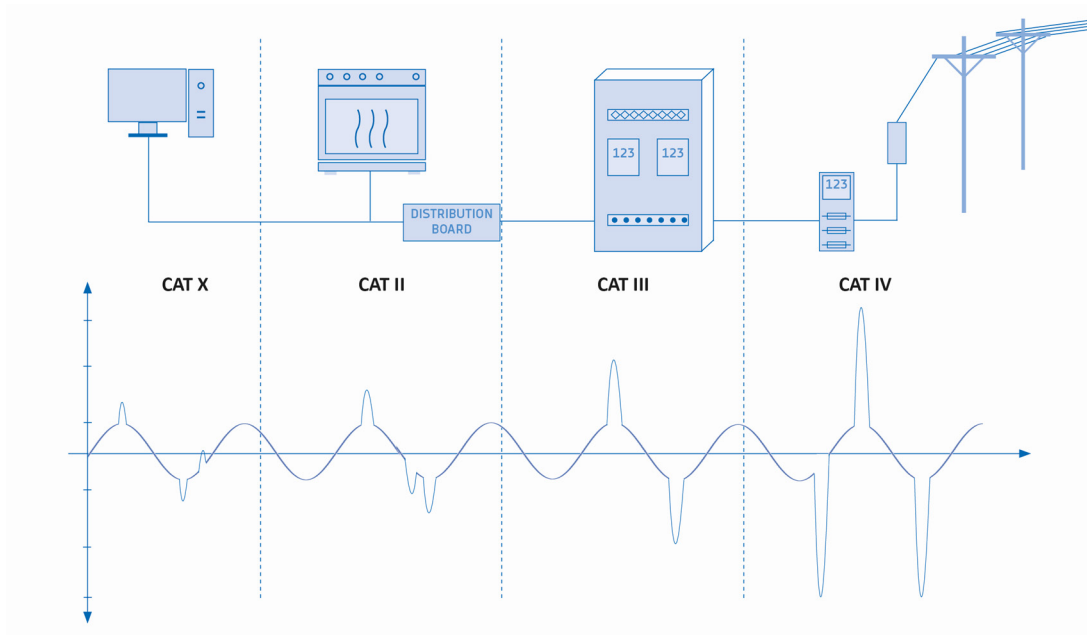 123
123
123
DISTRIBUTION
BOARD
CAT X
CAT II
CAT III
CAT IV